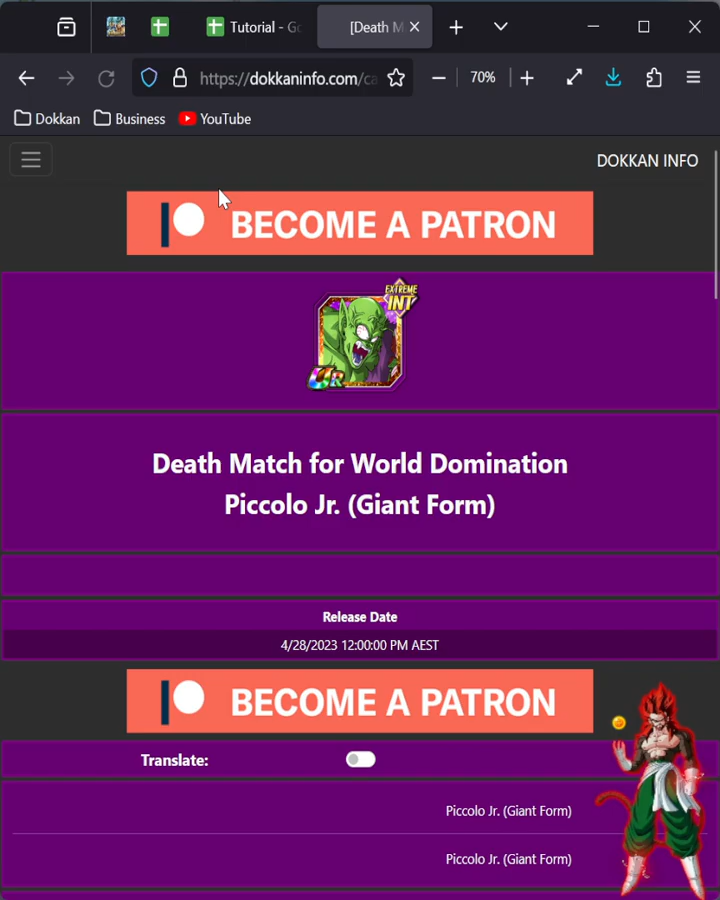 Tutorial - Go
[Death M
https://dokkaninfo.com/ca
70%
Dokkan
Business
YouTube
DOKKAN INFO
BECOME A PATRON
EXTREME
INT
UR
Death Match for World Domination
Piccolo Jr. (Giant Form)
Release Date
4/28/2023 12:00:00 PM AEST
BECOME A PATRON
Translate:
Piccolo Jr. (Giant Form)
Piccolo Jr. (Giant Form)